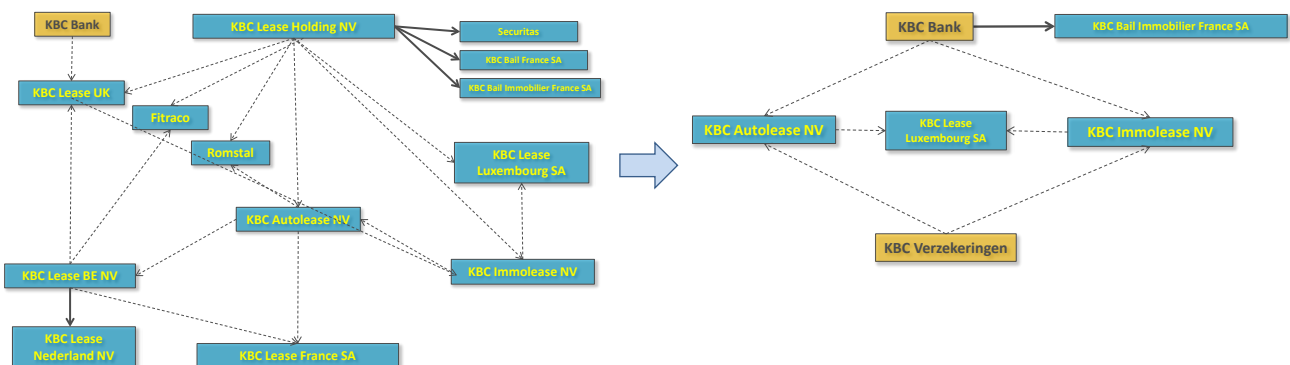 KBC Bank
KBC Lease Holding NV
Securitas
KBC Bail France SA
KBC Bail Immobilier France SA
KBC Lease UK
Fitraco
Romstal
KBC Lease
Luxembourg SA
KBC Autolease NV
KBC Lease BE NV
KBC Immolease NV
KBC Lease
Nederland NV
KBC Lease France SA
KBC Bank
KBC Bail Immobilier France SA
KBC Autolease NV
KBC Lease
Luxembourg SA
KBC Immolease NV
KBC Verzekeringen